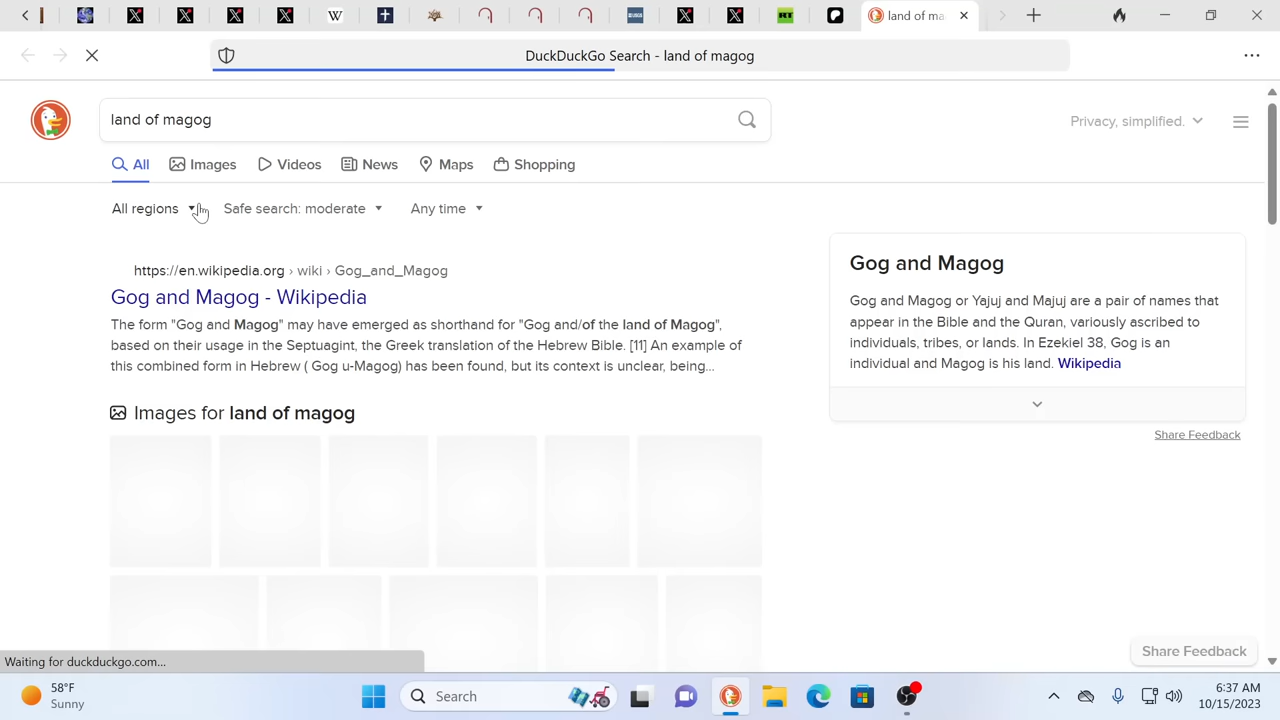 land of ma
DuckDuckGo Search - land of magog
land of magog
Privacy, simplified.
All
Images
Videos
News
Maps
Shopping
All regions
Safe search: moderate
Any time
https://en.wikipedia.org › wiki › Gog_and_Magog
Gog and Magog - Wikipedia
The form "Gog and Magog" may have emerged as shorthand for "Gog and/of the land of Magog",
based on their usage in the Septuagint, the Greek translation of the Hebrew Bible. [11] An example of
this combined form in Hebrew ( Gog u-Magog) has been found, but its context is unclear, being...
Images for land of magog
Gog and Magog
Gog and Magog or Yajuj and Majuj are a pair of names that
appear in the Bible and the Quran, variously ascribed to
individuals, tribes, or lands. In Ezekiel 38, Gog is an
individual and Magog is his land. Wikipedia
Share Feedback
Share Feedback
Waiting for duckduckgo.com...
58°F
Sunny
Search
6:37 AM
10/15/2023